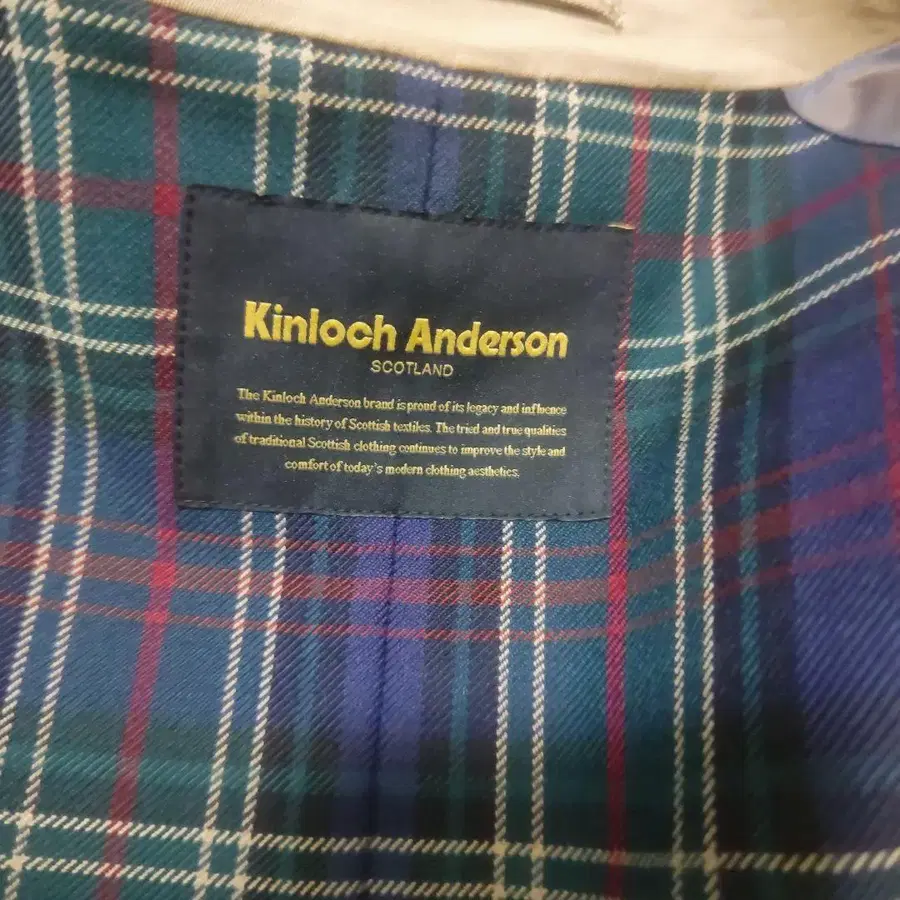 Kinloch Anderson
SCOTLAND
The Kinloch Anderson brand is proud of its legacy and influence
within the history of Scottish textiles. The tried and true qualities
of traditional Scottish clothing continues to improve the style and
comfort of today's modern clothing aesthetics.